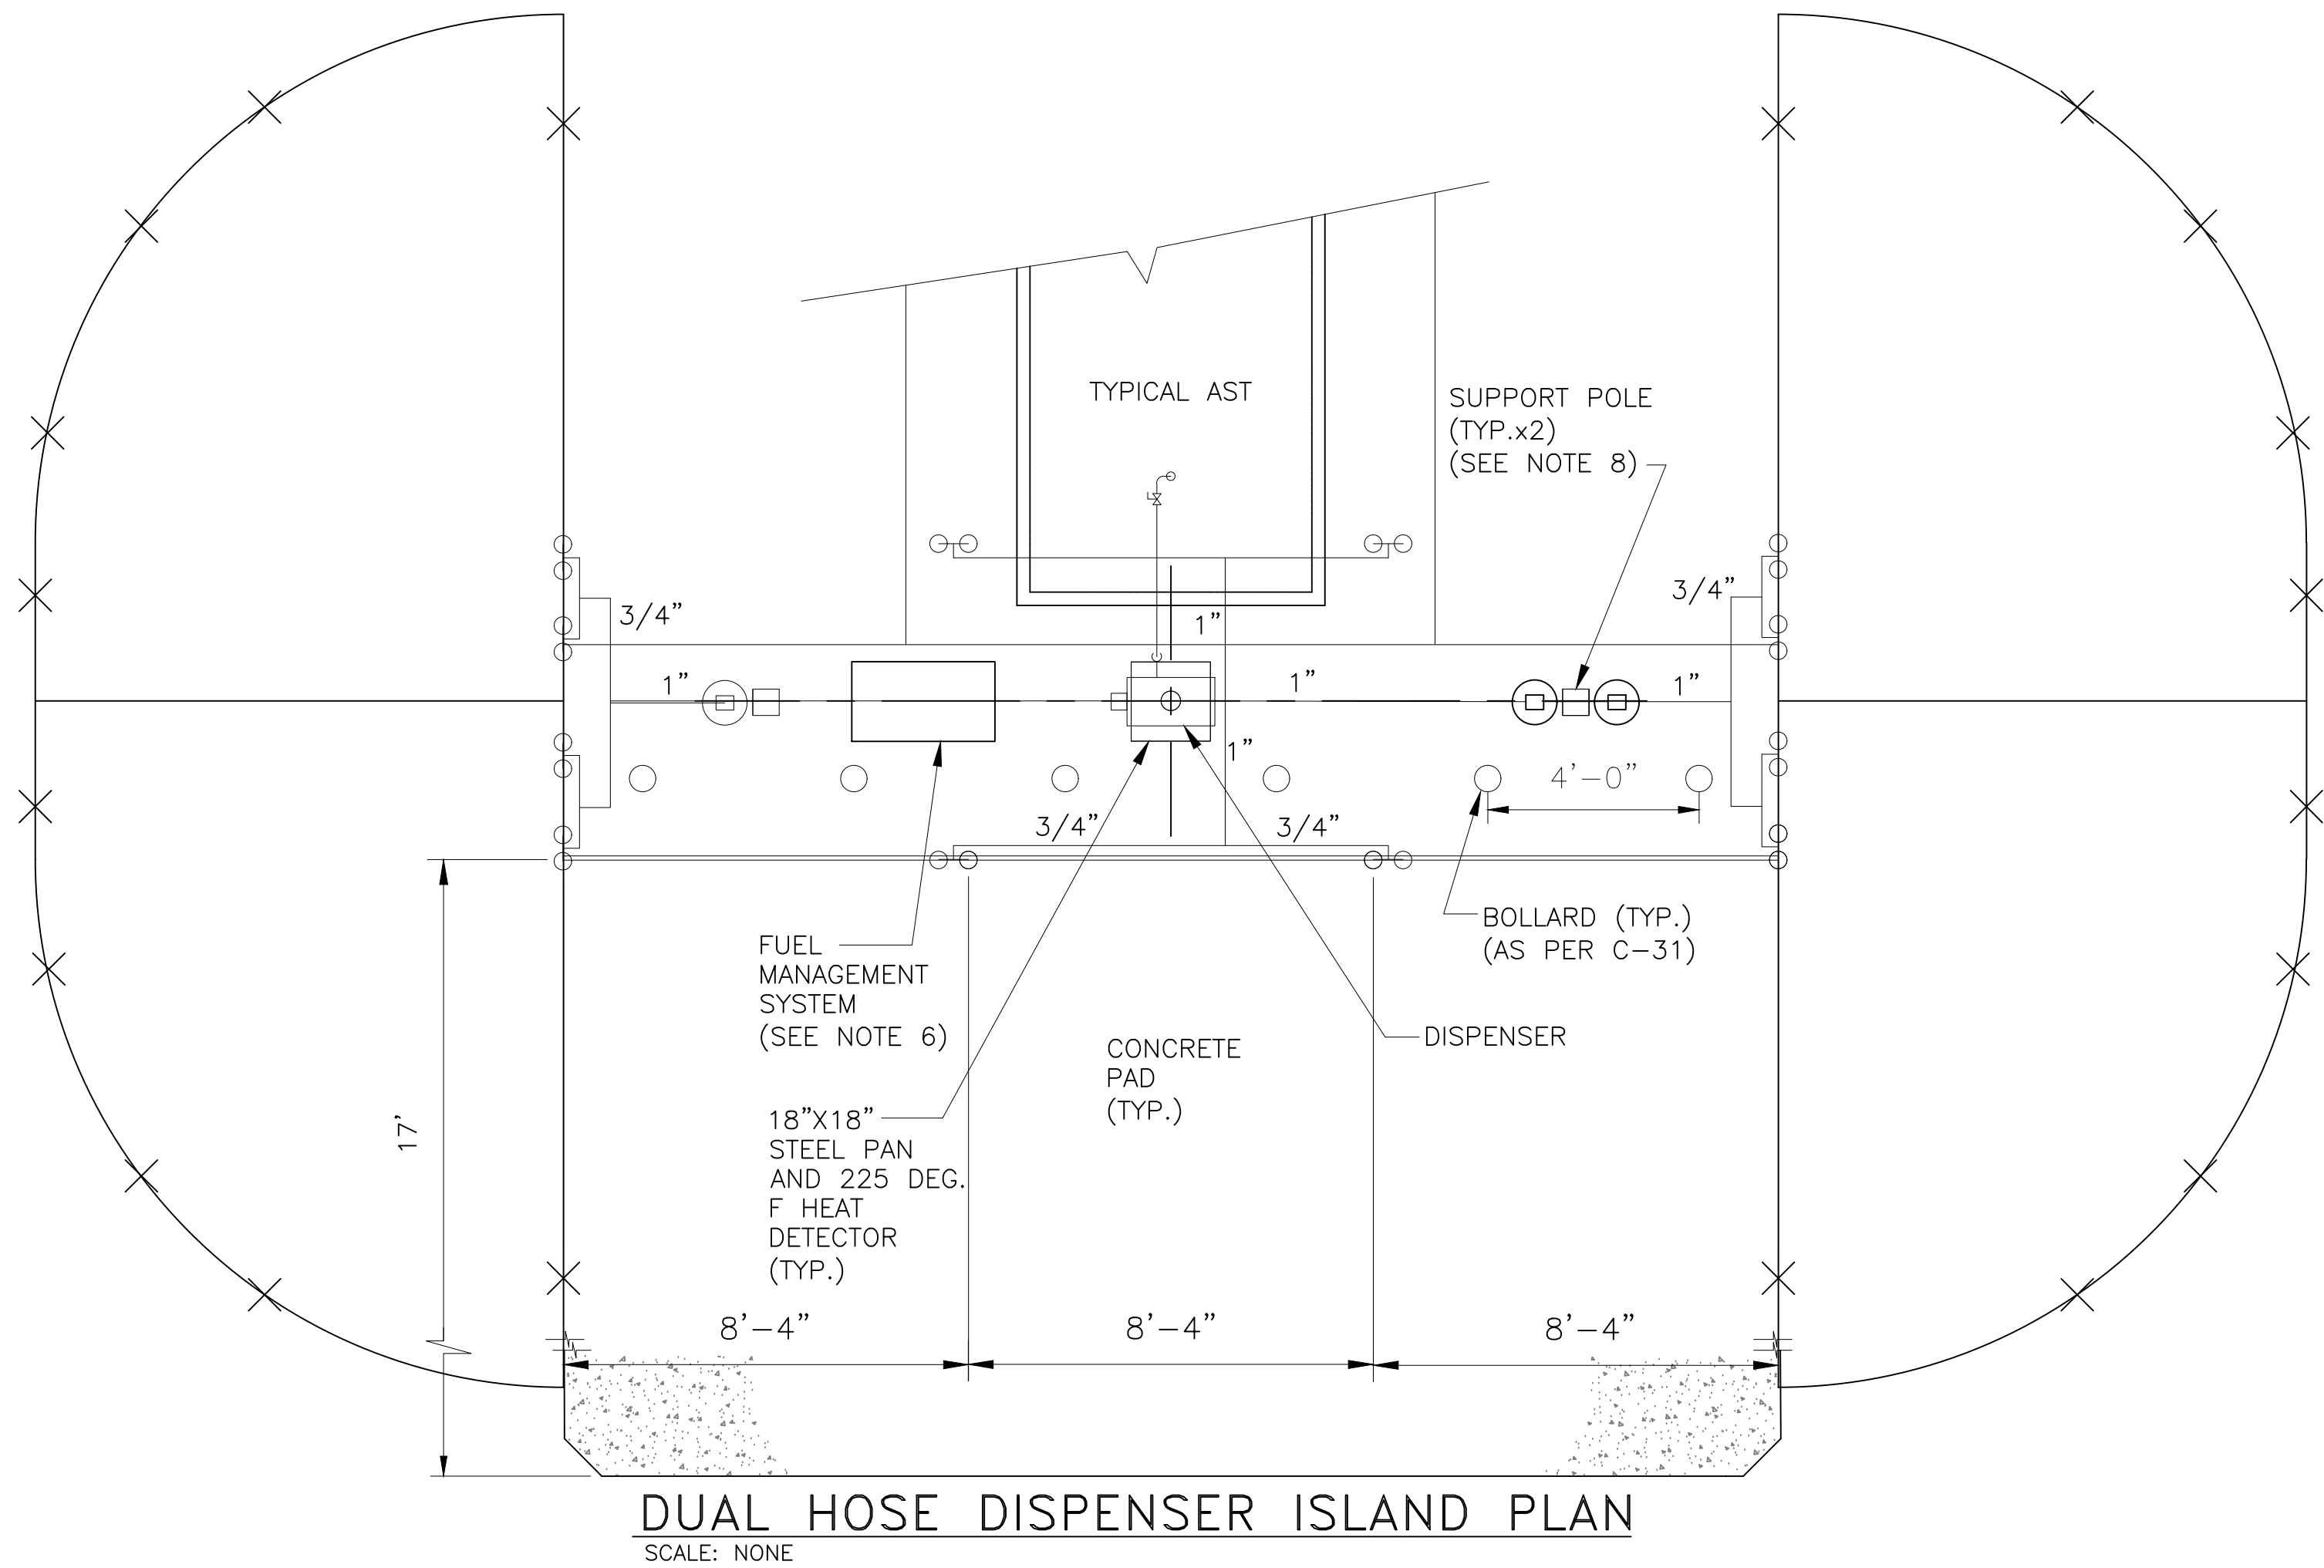 TYPICAL AST
SUPPORT POLE
(TYP.x2)
(SEE NOTE 8)
3/4”
1”
3/4”
1”
1”
1”
1”
4’-0”
3/4”
3/4”
BOLLARD (TYP.)
(AS PER C-31)
FUEL
MANAGEMENT
SYSTEM
(SEE NOTE 6)
DISPENSER
CONCRETE
PAD
(TYP.)
17’
18”X18”
STEEL PAN
AND 225 DEG.
F HEAT
DETECTOR
(TYP.)
8’-4”
8’-4”
8’-4”
DUAL HOSE DISPENSER ISLAND PLAN
SCALE: NONE